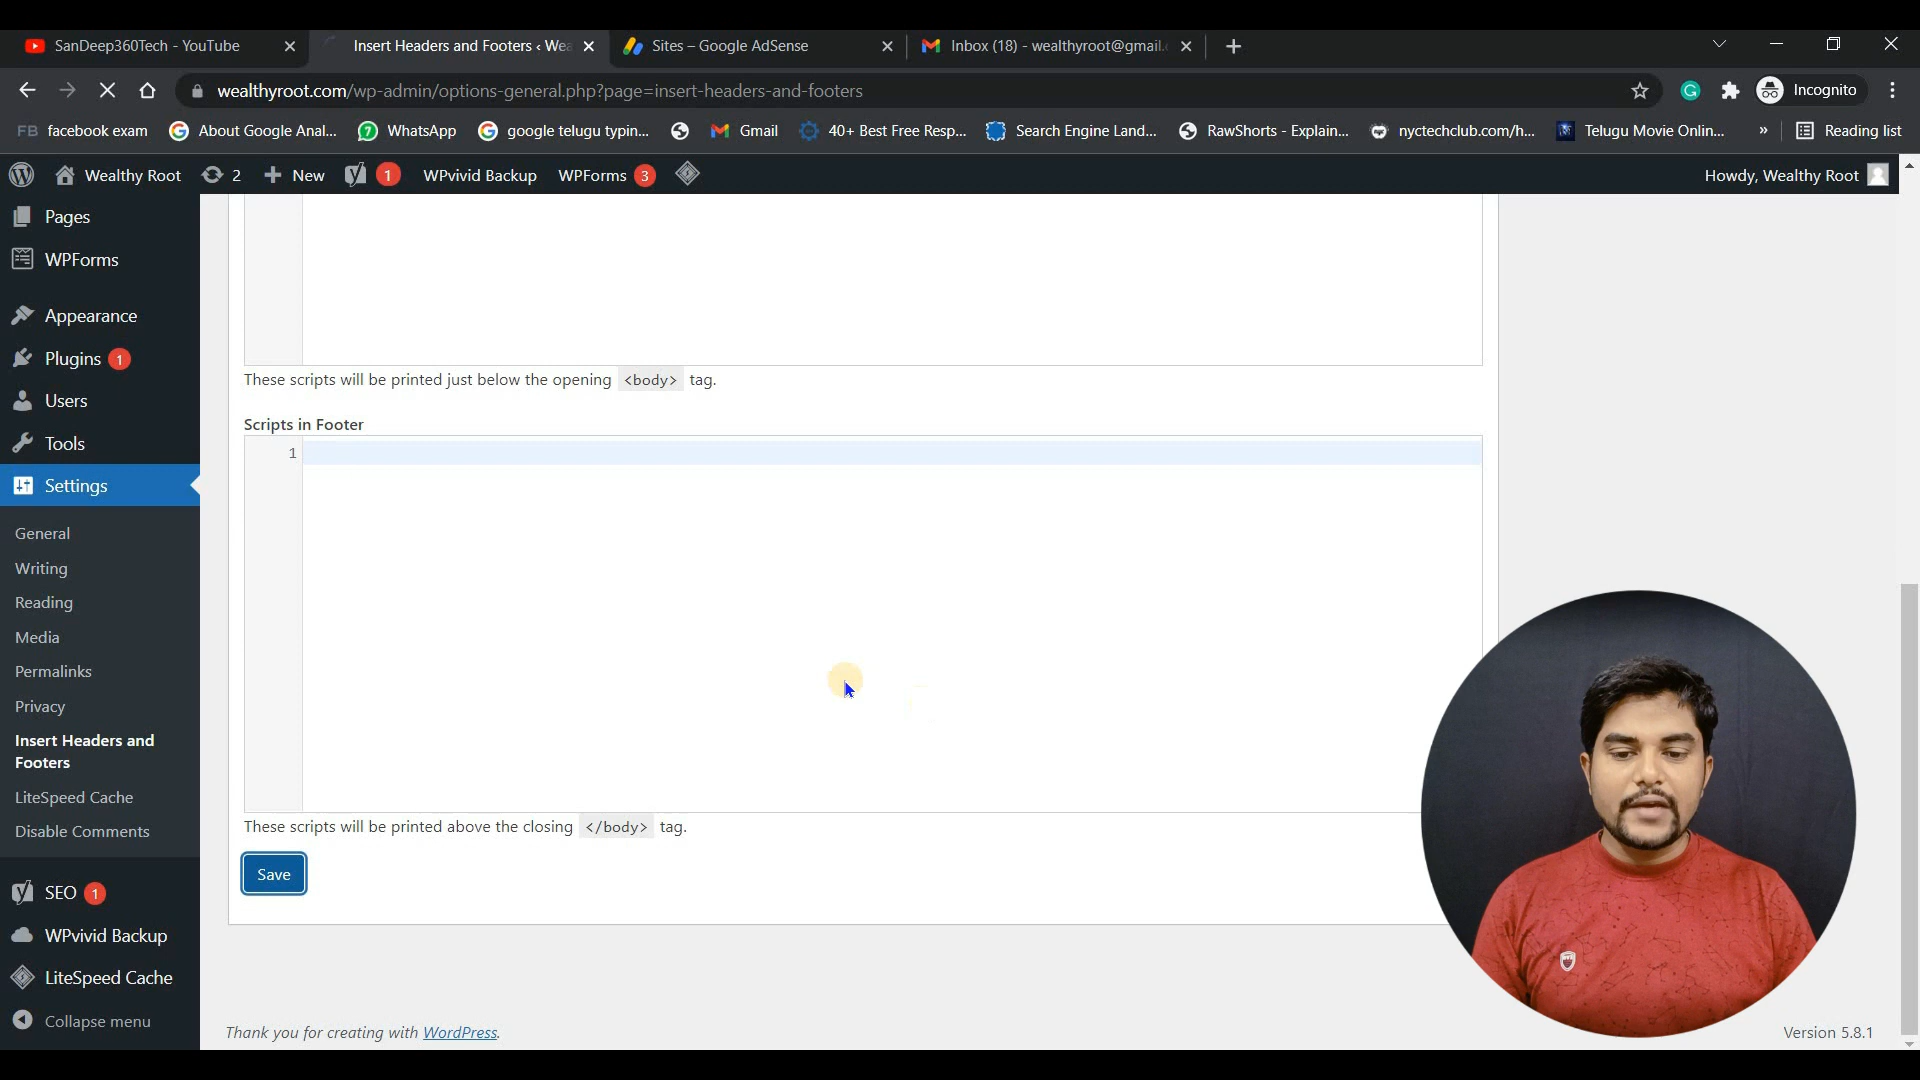 SanDeep360Tech - YouTube
Insert Headers and Footers ‹ Wea
Sites – Google AdSense
Inbox (18) - wealthyroot@gmail.c
wealthyroot.com/wp-admin/options-general.php?page=insert-headers-and-footers
Incognito
FB facebook exam
About Google Anal...
WhatsApp
google telugu typin...
Gmail
40+ Best Free Resp...
Search Engine Land...
RawShorts - Explain...
nyctechclub.com/h...
Telugu Movie Onlin...
»
Reading list
Wealthy Root
2
New
1
WPvivid Backup
WPForms 3
Howdy, Wealthy Root
Pages
WPForms
Appearance
Plugins 1
Users
Tools
Settings
General
Writing
Reading
Media
Permalinks
Privacy
Insert Headers and
Footers
LiteSpeed Cache
Disable Comments
SEO 1
WPvivid Backup
LiteSpeed Cache
Collapse menu
These scripts will be printed just below the opening <body> tag.
Scripts in Footer
1
These scripts will be printed above the closing </body> tag.
Save
Thank you for creating with WordPress.
Version 5.8.1